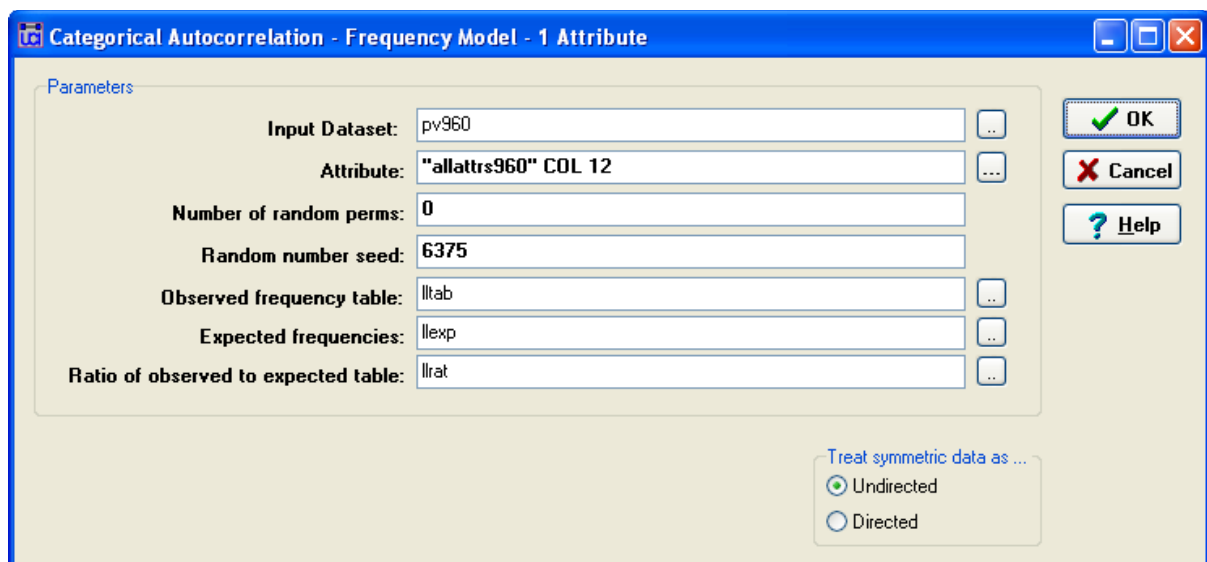 Categorical Autocorrelation - Frequency Model - 1 Attribute
Parameters
Input Dataset: pv960 ..
Attribute: "allattrs960" COL 12 ...
Number of random perms: 0
Random number seed: 6375
Observed frequency table: lltab ..
Expected frequencies: llexp ..
Ratio of observed to expected table: llrat ..
OK
Cancel
Help
Treat symmetric data as ...
Undirected
Directed